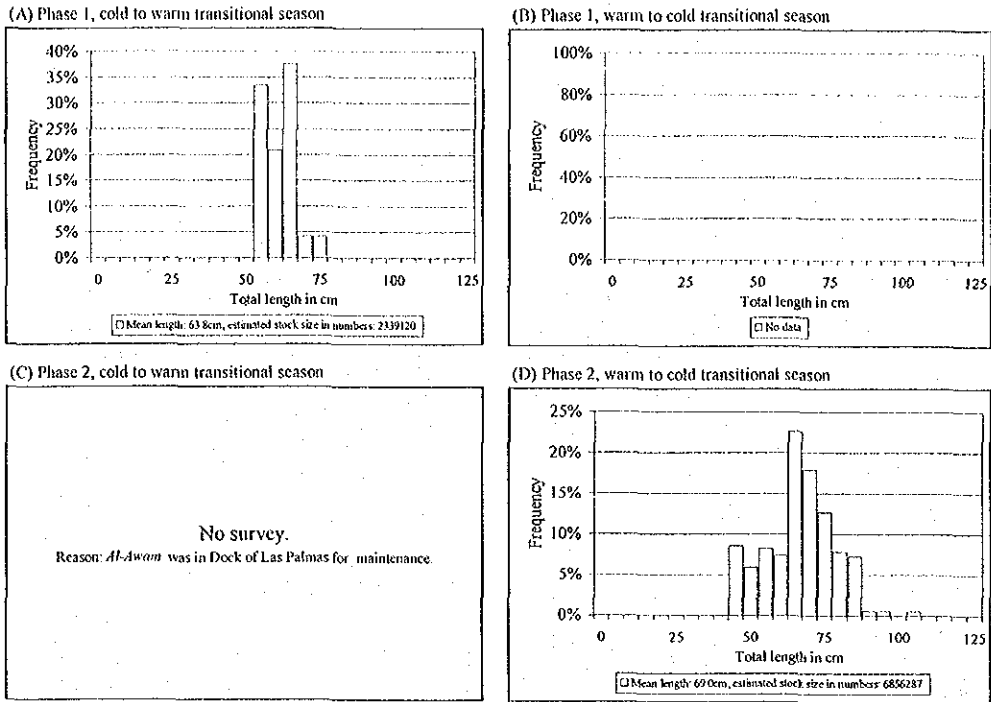 (A) Phase 1, cold to warm transitional season
40%
35%
30%
25%
20%
15%
10%
5%
0%
Frequency
0 25 50 75 100 125
Total length in cm
Mean length: 63.8cm, estimated stock size in numbers: 2339120
(B) Phase 1, warm to cold transitional season
100%
80%
60%
40%
20%
0%
Frequency
0 25 50 75 100 125
Total length in cm
No data
(C) Phase 2, cold to warm transitional season
No survey.
Reason: Al-Awam was in Dock of Las Palmas for maintenance.
(D) Phase 2, warm to cold transitional season
25%
20%
15%
10%
5%
0%
Frequency
0 25 50 75 100 125
Total length in cm
Mean length: 69.0cm, estimated stock size in numbers: 6856287